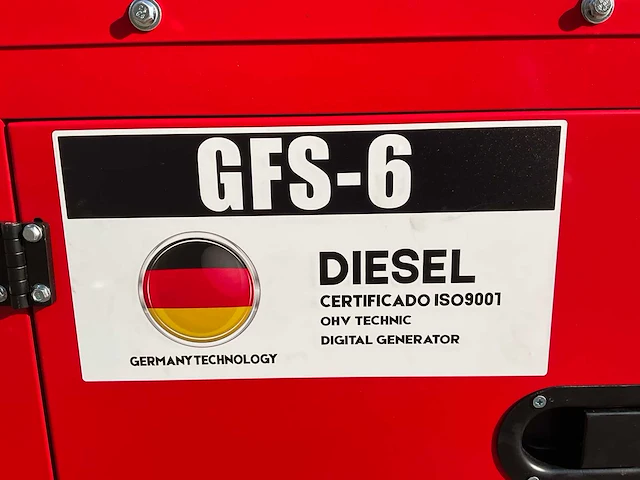 GFS-6
DIESEL
CERTIFICADO ISO9001
OHV TECHNIC
DIGITAL GENERATOR
GERMANY TECHNOLOGY